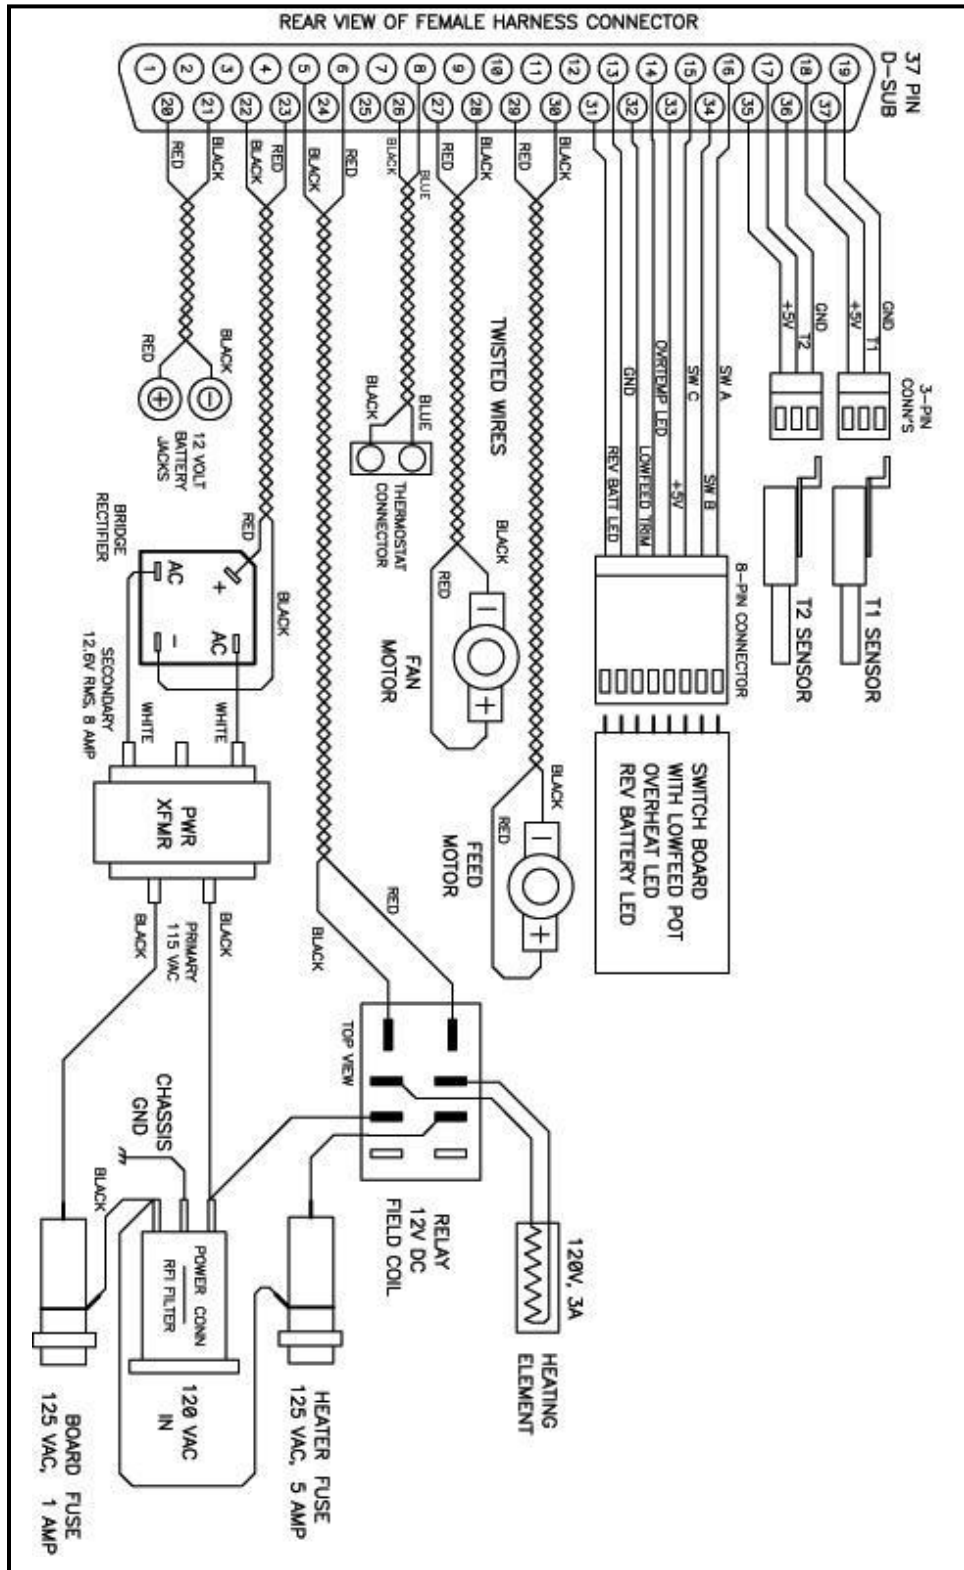 REAR VIEW OF FEMALE HARNESS CONNECTOR
37 PIN
D-SUB
1 2 3 4 5 6 7 8 9 10 11 12 13 14 15 16 17 18 19
20 21 22 23 24 25 26 27 28 29 30 31 32 33 34 35 36 37
RED
BLACK
BLACK
RED
BLACK
RED
BLACK
BLUE
RED
BLACK
RED
BLACK
RED
BLACK
+
-
12 VOLT
BATTERY
JACKS
BLACK
BLUE
THERMOSTAT
CONNECTOR
TWISTED WIRES
REV BATT LED
GND
LOWFEED TRIM
OVRTEMP LED
+5V
SW C
SW B
SW A
+5V
T2
GND
+5V
T1
GND
3-PIN
CONN'S
8-PIN CONNECTOR
T2 SENSOR
T1 SENSOR
BRIDGE
RECTIFIER
AC
+
-
AC
RED
BLACK
BLACK
RED
-
+
FAN
MOTOR
SECONDARY
12.6V RMS, 8 AMP
WHITE
WHITE
PWR
XFMR
BLACK
RED
-
+
FEED
MOTOR
SWITCH BOARD
WITH LOWFEED POT
OVERHEAT LED
REV BATTERY LED
BLACK
PRIMARY
115 VAC
BLACK
BLACK
RED
TOP VIEW
RELAY
12V DC
FIELD COIL
CHASSIS
GND
BLACK
POWER CONN
RFI FILTER
120 VAC
IN
120V, 3A
HEATING
ELEMENT
HEATER FUSE
125 VAC, 5 AMP
BOARD FUSE
125 VAC, 1 AMP